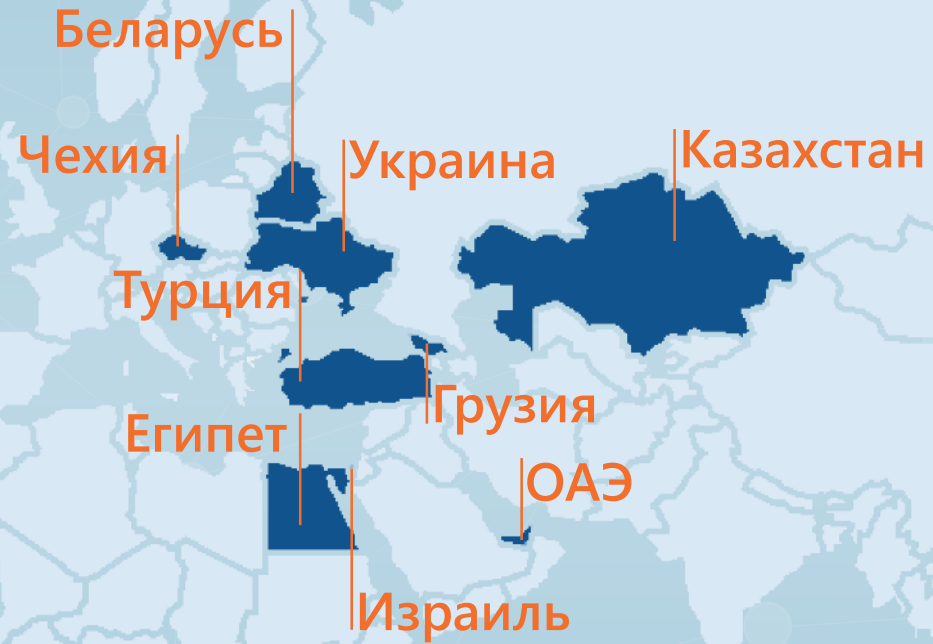 Беларусь
Чехия
Украина
Казахстан
Турция
Грузия
Египет
ОАЭ
Израиль